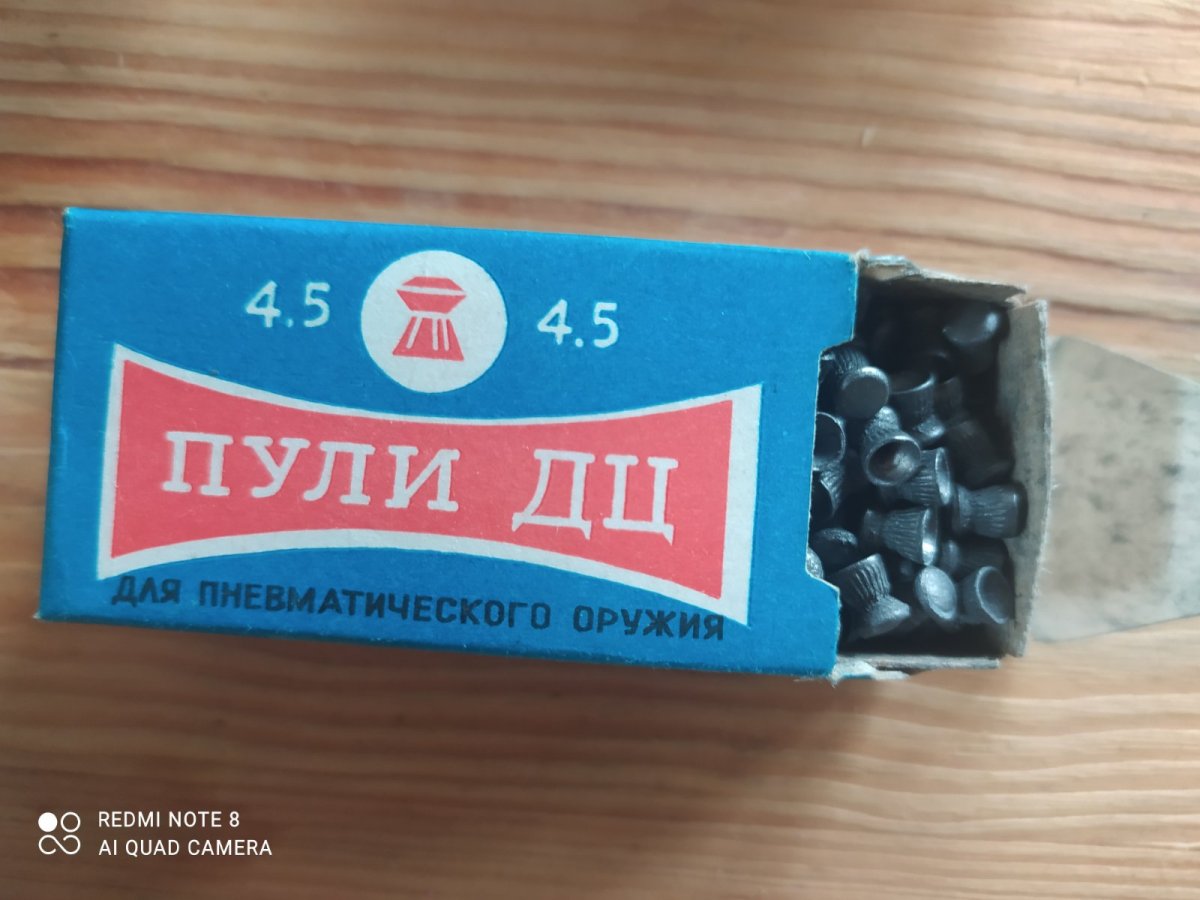 4.5 4.5
ПУЛИ ДЦ
ДЛЯ ПНЕВМАТИЧЕСКОГО ОРУЖИЯ
REDMI NOTE 8
AI QUAD CAMERA